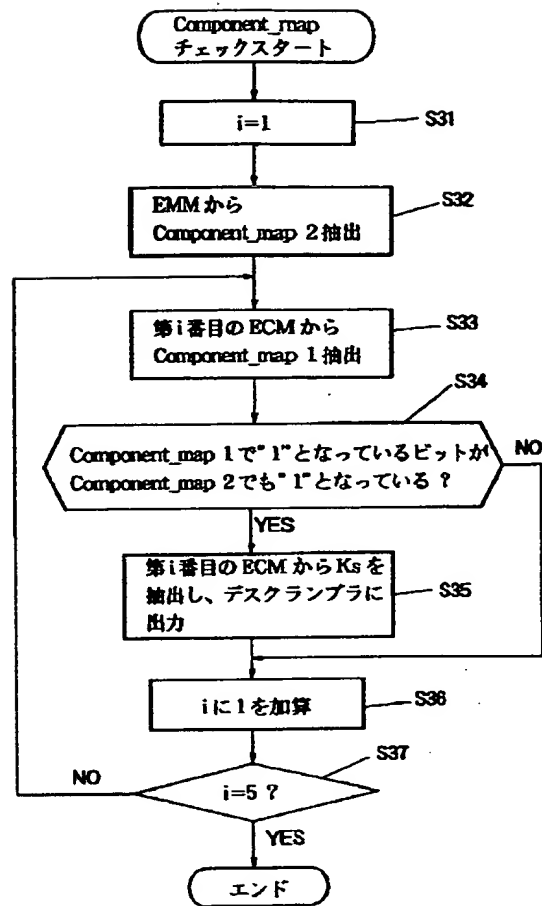 Component_map
チェックスタート
i=1
S31
EMMから
Component_map 2抽出
S32
第i番目のECMから
Component_map 1抽出
S33
S34
Component_map 1で"1"となっているビットが
Component_map 2でも"1"となっている ?
NO
YES
第i番目のECMからKsを
抽出し、デスクランブラに
出力
S35
iに1を加算
S36
S37
NO
i=5 ?
YES
エンド